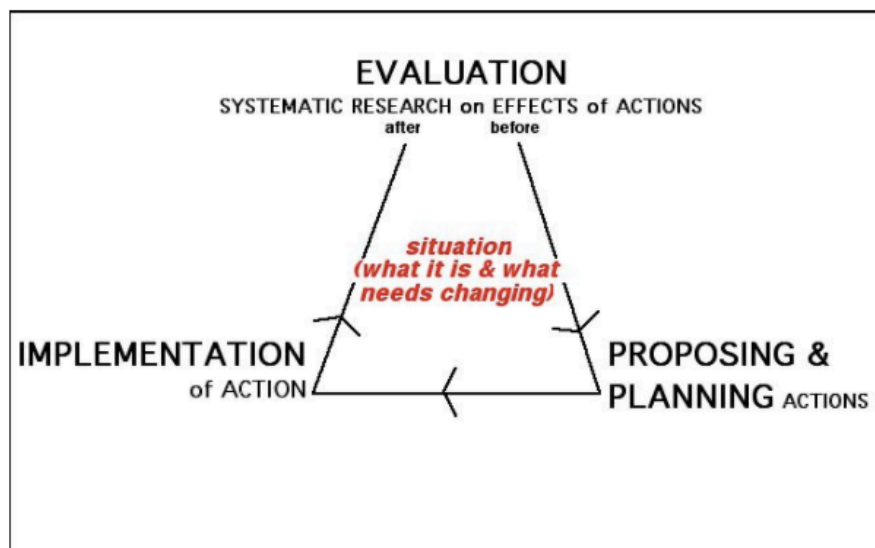 EVALUATION
SYSTEMATIC RESEARCH on EFFECTS of ACTIONS
after before
situation
(what it is & what
needs changing)
IMPLEMENTATION
of ACTION
PROPOSING &
PLANNING ACTIONS